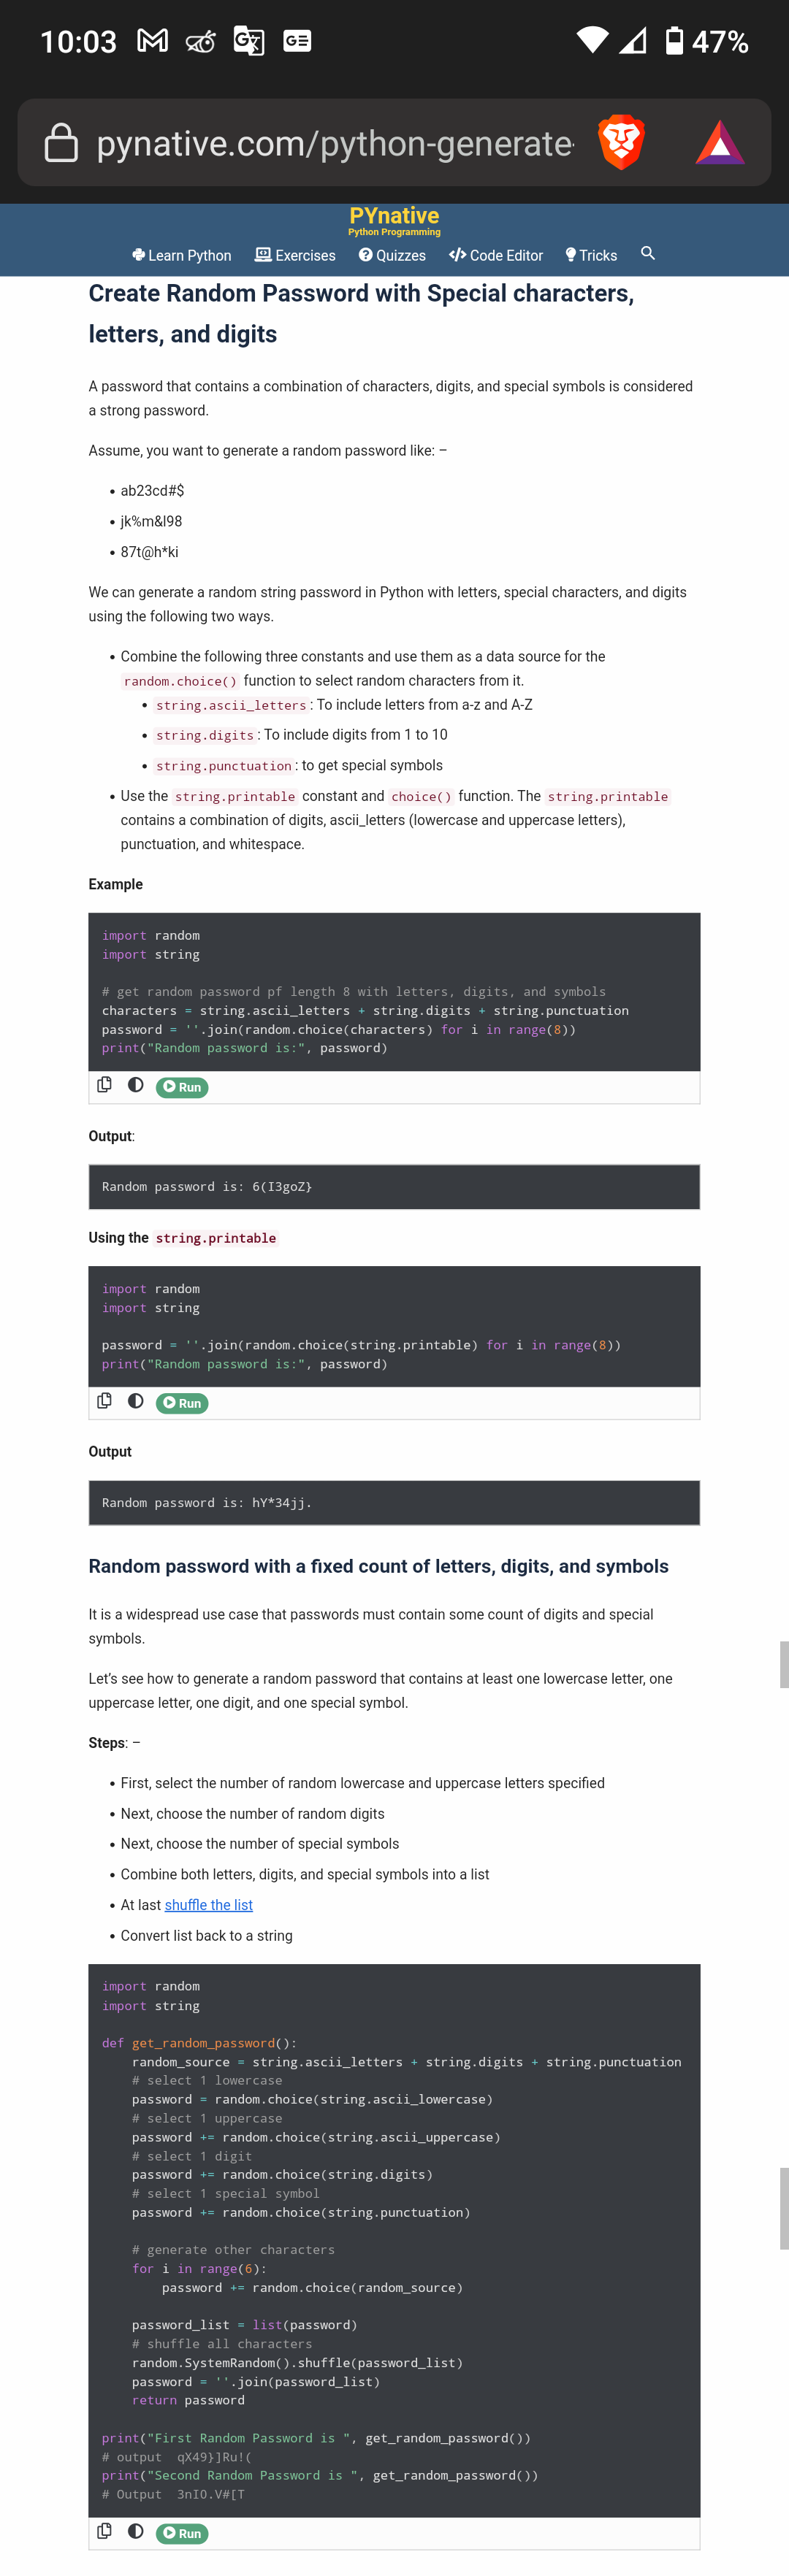 10:03
47%
pynative.com/python-generate
PYnative
Python Programming
Learn Python Exercises Quizzes Code Editor Tricks
Create Random Password with Special characters,
letters, and digits
A password that contains a combination of characters, digits, and special symbols is considered
a strong password.
Assume, you want to generate a random password like: –
• ab23cd#$
• jk%m&l98
• 87t@h*ki
We can generate a random string password in Python with letters, special characters, and digits
using the following two ways.
• Combine the following three constants and use them as a data source for the
random.choice() function to select random characters from it.
• string.ascii_letters: To include letters from a-z and A-Z
• string.digits: To include digits from 1 to 10
• string.punctuation: to get special symbols
• Use the string.printable constant and choice() function. The string.printable
contains a combination of digits, ascii_letters (lowercase and uppercase letters),
punctuation, and whitespace.
Example
import random
import string
# get random password pf length 8 with letters, digits, and symbols
characters = string.ascii_letters + string.digits + string.punctuation
password = ''.join(random.choice(characters) for i in range(8))
print("Random password is:", password)
Run
Output:
Random password is: 6(I3goZ}
Using the string.printable
import random
import string
password = ''.join(random.choice(string.printable) for i in range(8))
print("Random password is:", password)
Run
Output
Random password is: hY*34jj.
Random password with a fixed count of letters, digits, and symbols
It is a widespread use case that passwords must contain some count of digits and special
symbols.
Let's see how to generate a random password that contains at least one lowercase letter, one
uppercase letter, one digit, and one special symbol.
Steps: –
• First, select the number of random lowercase and uppercase letters specified
• Next, choose the number of random digits
• Next, choose the number of special symbols
• Combine both letters, digits, and special symbols into a list
• At last shuffle the list
• Convert list back to a string
import random
import string
def get_random_password():
    random_source = string.ascii_letters + string.digits + string.punctuation
    # select 1 lowercase
    password = random.choice(string.ascii_lowercase)
    # select 1 uppercase
    password += random.choice(string.ascii_uppercase)
    # select 1 digit
    password += random.choice(string.digits)
    # select 1 special symbol
    password += random.choice(string.punctuation)
    # generate other characters
    for i in range(6):
        password += random.choice(random_source)
    password_list = list(password)
    # shuffle all characters
    random.SystemRandom().shuffle(password_list)
    password = ''.join(password_list)
    return password
print("First Random Password is ", get_random_password())
# output  qX49}]Ru!(
print("Second Random Password is ", get_random_password())
# Output  3nI0.V#[T
Run